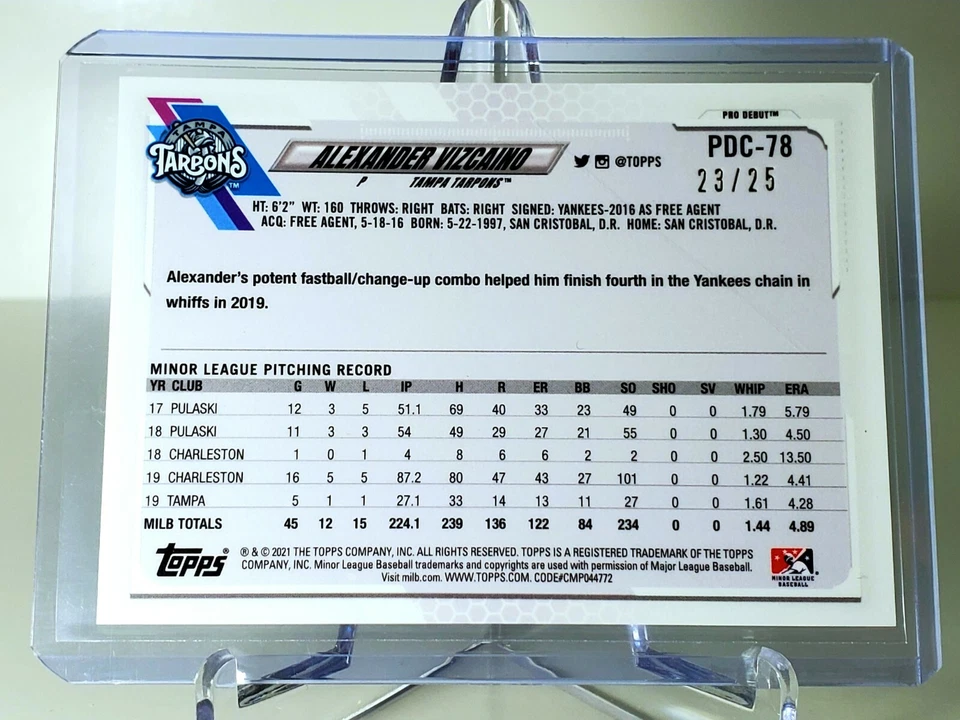 PRO DEBUT™
TAMPA
TARPONS™
ALEXANDER VIZCAINO
@TOPPS
PDC-78
P TAMPA TARPONS™
23/25
HT: 6'2" WT: 160 THROWS: RIGHT BATS: RIGHT SIGNED: YANKEES-2016 AS FREE AGENT
ACQ: FREE AGENT, 5-18-16 BORN: 5-22-1997, SAN CRISTOBAL, D.R. HOME: SAN CRISTOBAL, D.R.
Alexander's potent fastball/change-up combo helped him finish fourth in the Yankees chain in
whiffs in 2019.
MINOR LEAGUE PITCHING RECORD
YR CLUB G W L IP H R ER BB SO SHO SV WHIP ERA
17 PULASKI 12 3 5 51.1 69 40 33 23 49 0 0 1.79 5.79
18 PULASKI 11 3 3 54 49 29 27 21 55 0 0 1.30 4.50
18 CHARLESTON 1 0 1 4 8 6 6 2 2 0 0 2.50 13.50
19 CHARLESTON 16 5 5 87.2 80 47 43 27 101 0 0 1.22 4.41
19 TAMPA 5 1 1 27.1 33 14 13 11 27 0 0 1.61 4.28
MILB TOTALS 45 12 15 224.1 239 136 122 84 234 0 0 1.44 4.89
topps®
® & © 2021 THE TOPPS COMPANY, INC. ALL RIGHTS RESERVED. TOPPS IS A REGISTERED TRADEMARK OF THE TOPPS
COMPANY, INC. Minor League Baseball trademarks and copyrights are used with permission of Major League Baseball.
Visit milb.com. WWW.TOPPS.COM. CODE#CMP044772
MINOR LEAGUE
BASEBALL